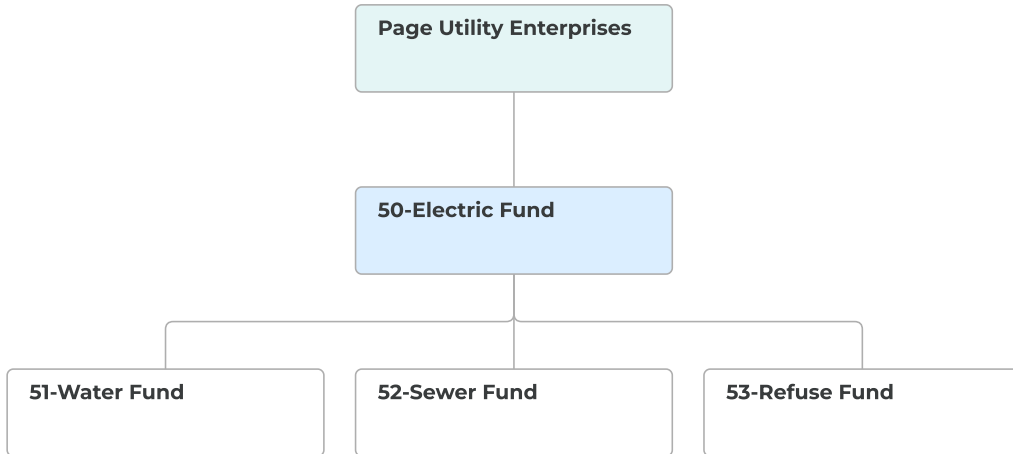 Page Utility Enterprises
50-Electric Fund
51-Water Fund
52-Sewer Fund
53-Refuse Fund